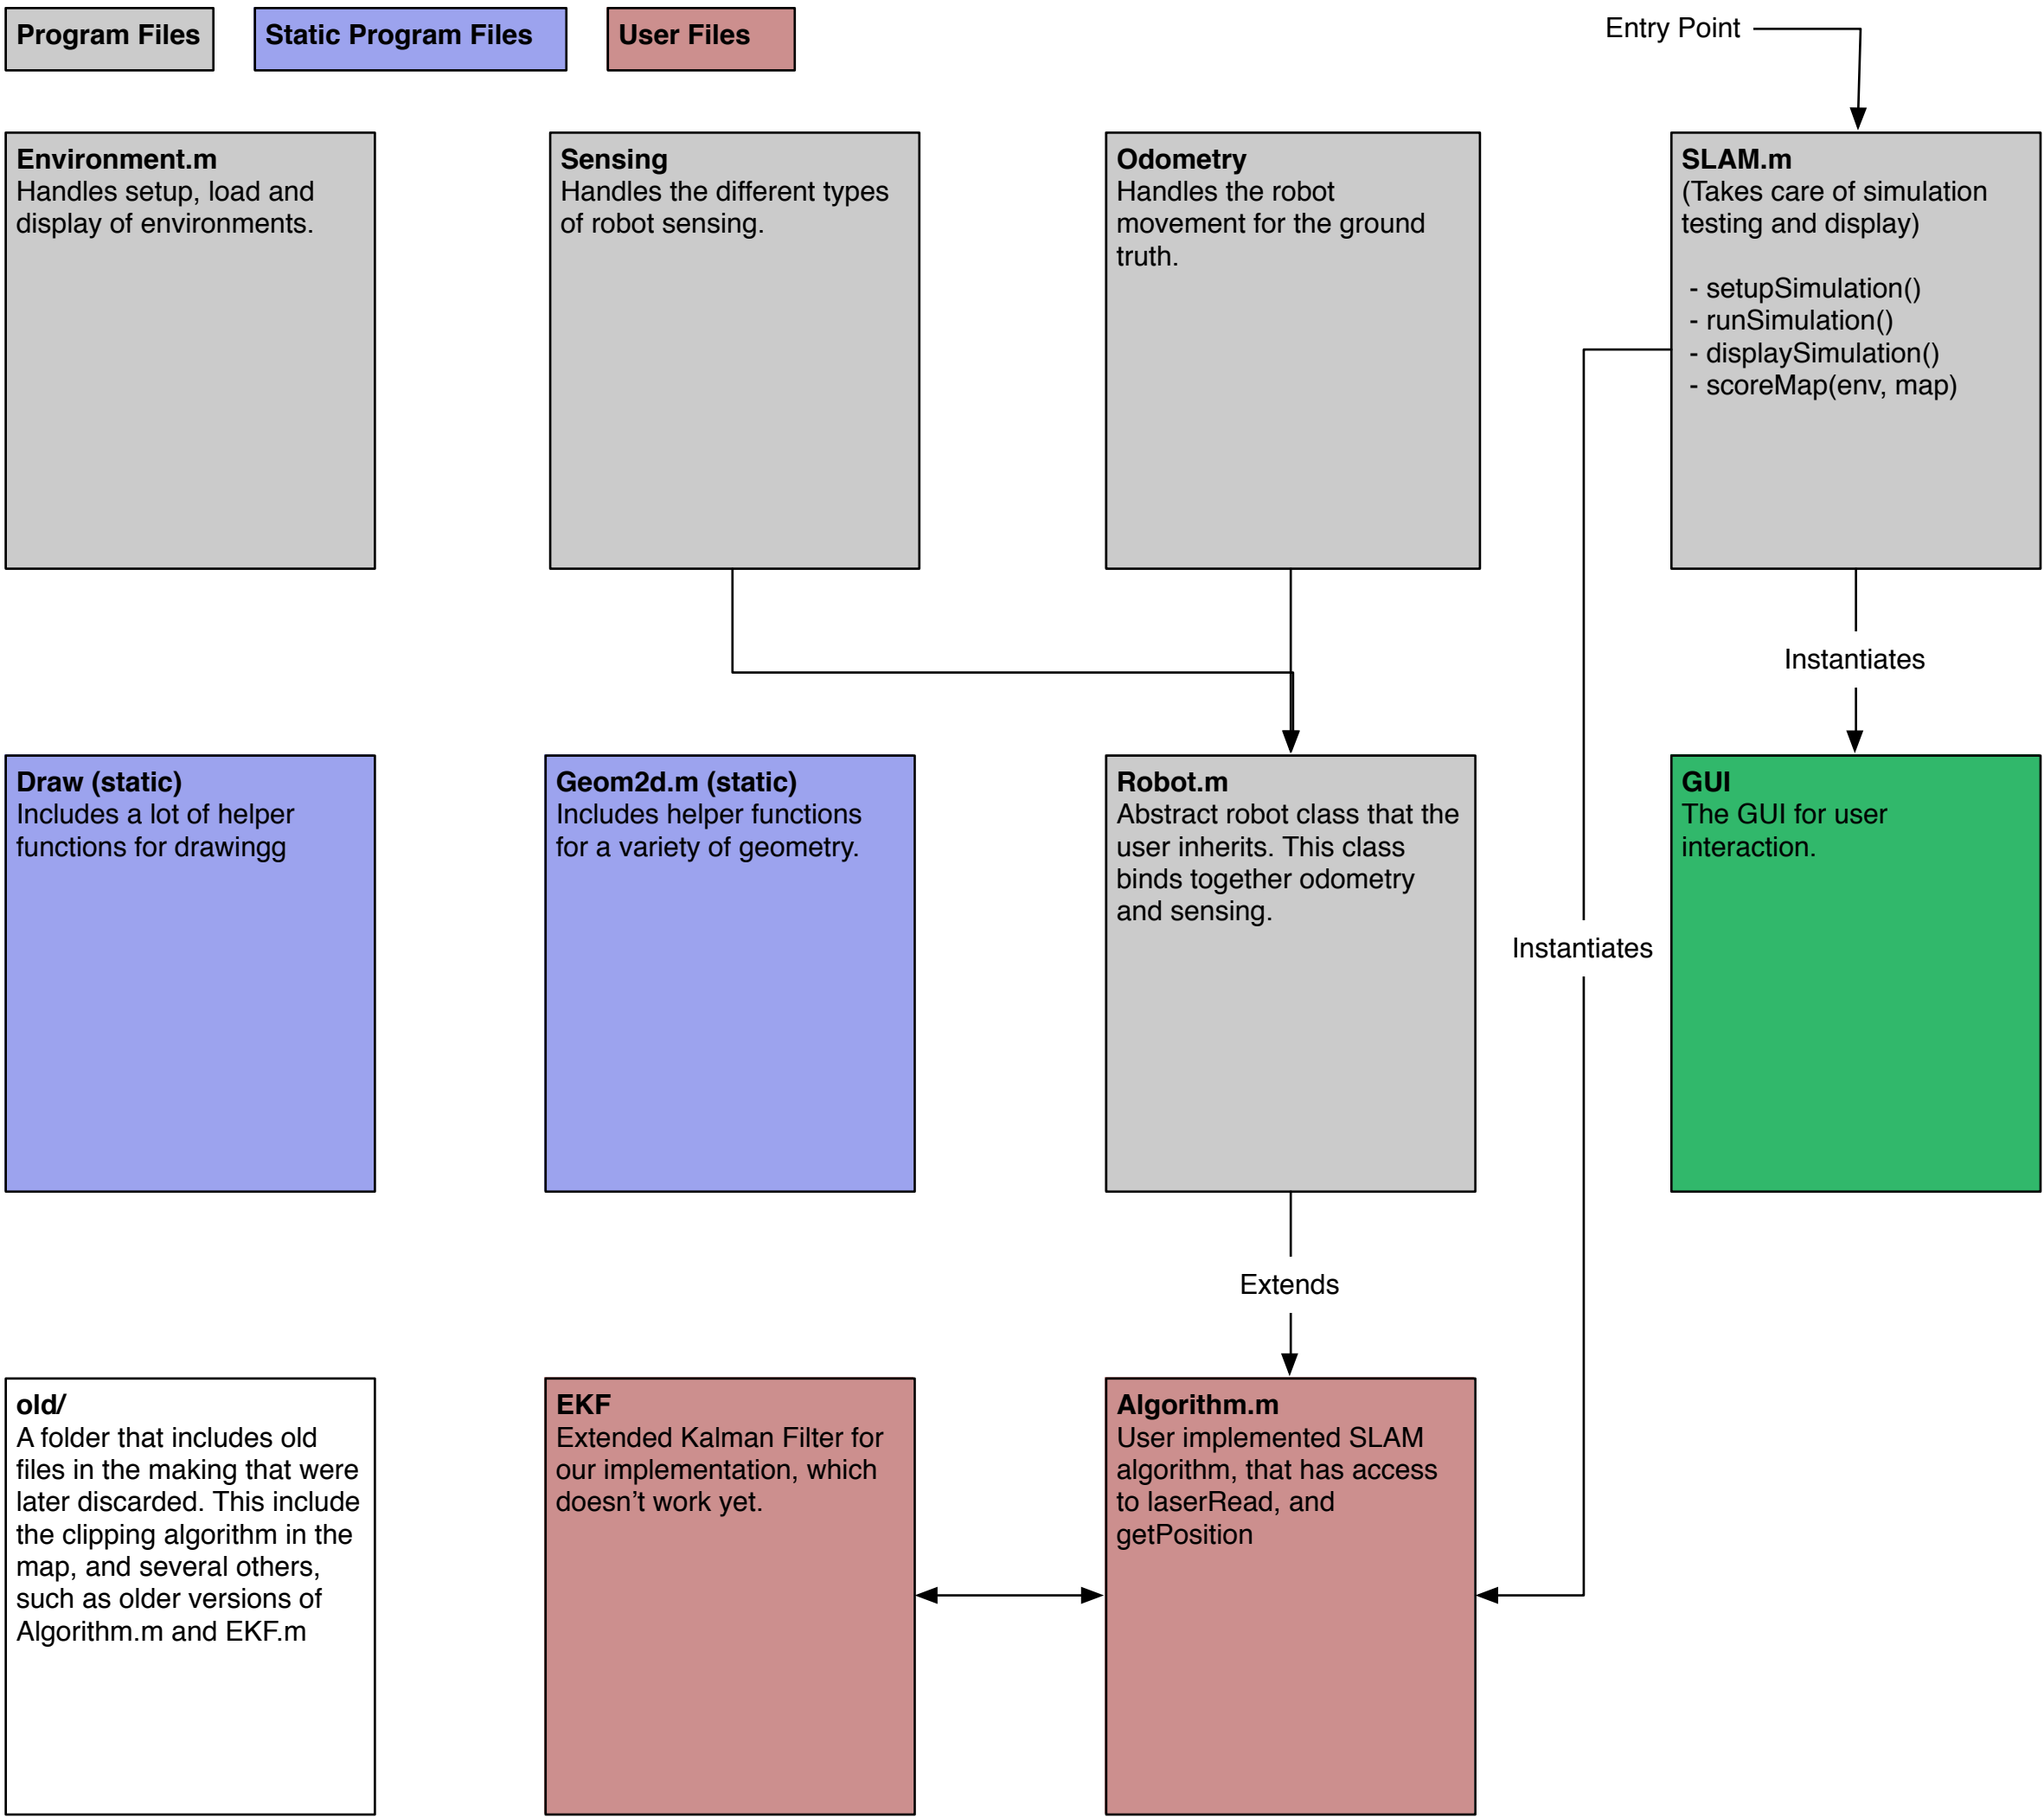 Program Files
Static Program Files
User Files
Entry Point
Environment.m
Handles setup, load and
display of environments.
Sensing
Handles the different types
of robot sensing.
Odometry
Handles the robot
movement for the ground
truth.
SLAM.m
(Takes care of simulation
testing and display)
- setupSimulation()
- runSimulation()
- displaySimulation()
- scoreMap(env, map)
Instantiates
Draw (static)
Includes a lot of helper
functions for drawingg
Geom2d.m (static)
Includes helper functions
for a variety of geometry.
Robot.m
Abstract robot class that the
user inherits. This class
binds together odometry
and sensing.
Instantiates
GUI
The GUI for user
interaction.
Extends
old/
A folder that includes old
files in the making that were
later discarded. This include
the clipping algorithm in the
map, and several others,
such as older versions of
Algorithm.m and EKF.m
EKF
Extended Kalman Filter for
our implementation, which
doesn’t work yet.
Algorithm.m
User implemented SLAM
algorithm, that has access
to laserRead, and
getPosition